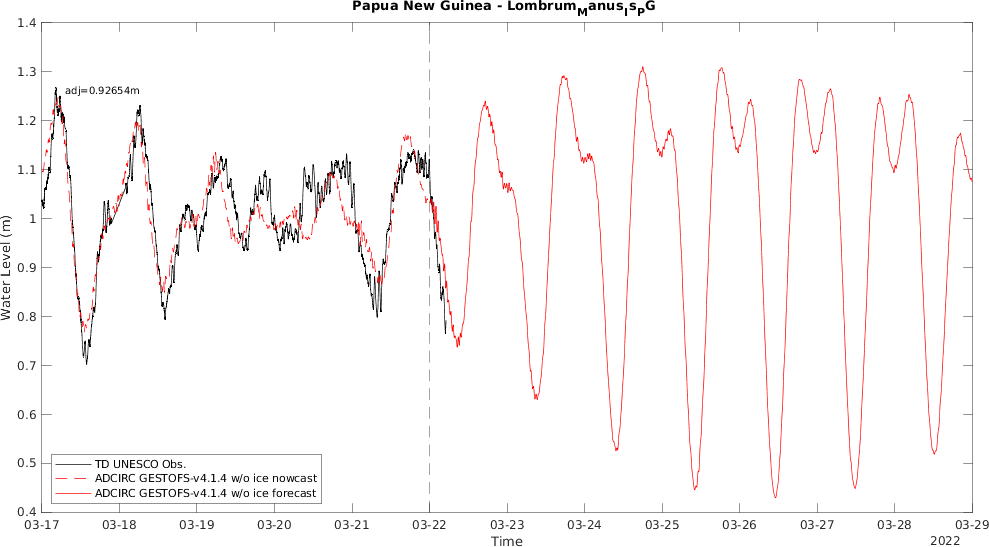 Papua New Guinea - LombrumManusIsPG
1.4
1.3
1.2
1.1
1
0.9
0.8
0.7
0.6
0.5
0.4
Water Level (m)
adj=0.92654m
TD UNESCO Obs.
ADCIRC GESTOFS-v4.1.4 w/o ice nowcast
ADCIRC GESTOFS-v4.1.4 w/o ice forecast
03-17 03-18 03-19 03-20 03-21 03-22 03-23 03-24 03-25 03-26 03-27 03-28 03-29
Time
2022